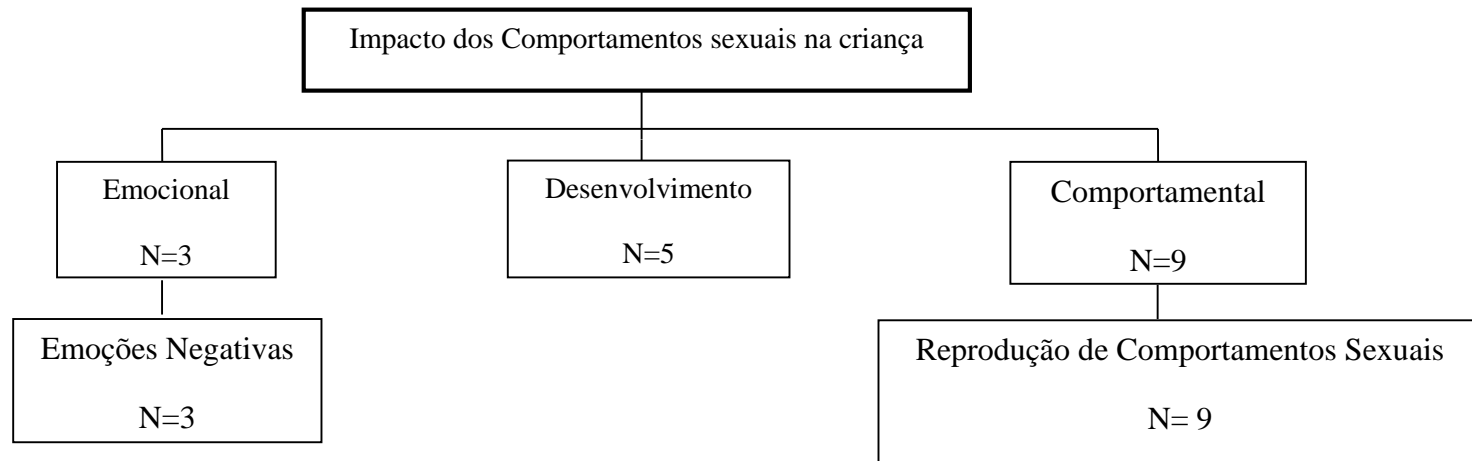 Impacto dos Comportamentos sexuais na criança
Emocional
N=3
Desenvolvimento
N=5
Comportamental
N=9
Emoções Negativas
N=3
Reprodução de Comportamentos Sexuais
N= 9